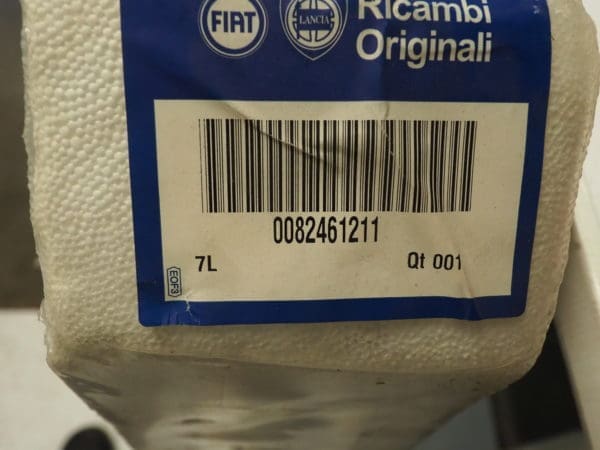 FIAT
LANCIA
Ricambi
Originali
0082461211
7L
Qt 001
EOF3